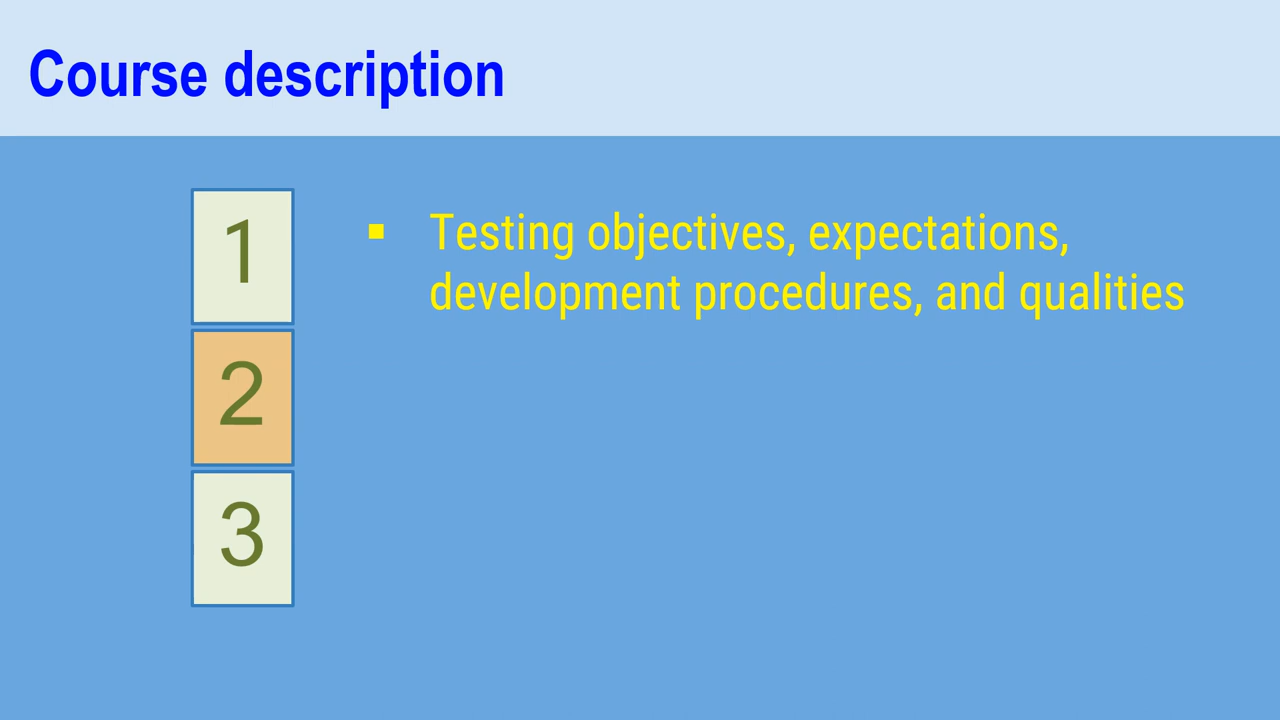 Course description
1
▪ Testing objectives, expectations,
development procedures, and qualities
2
3